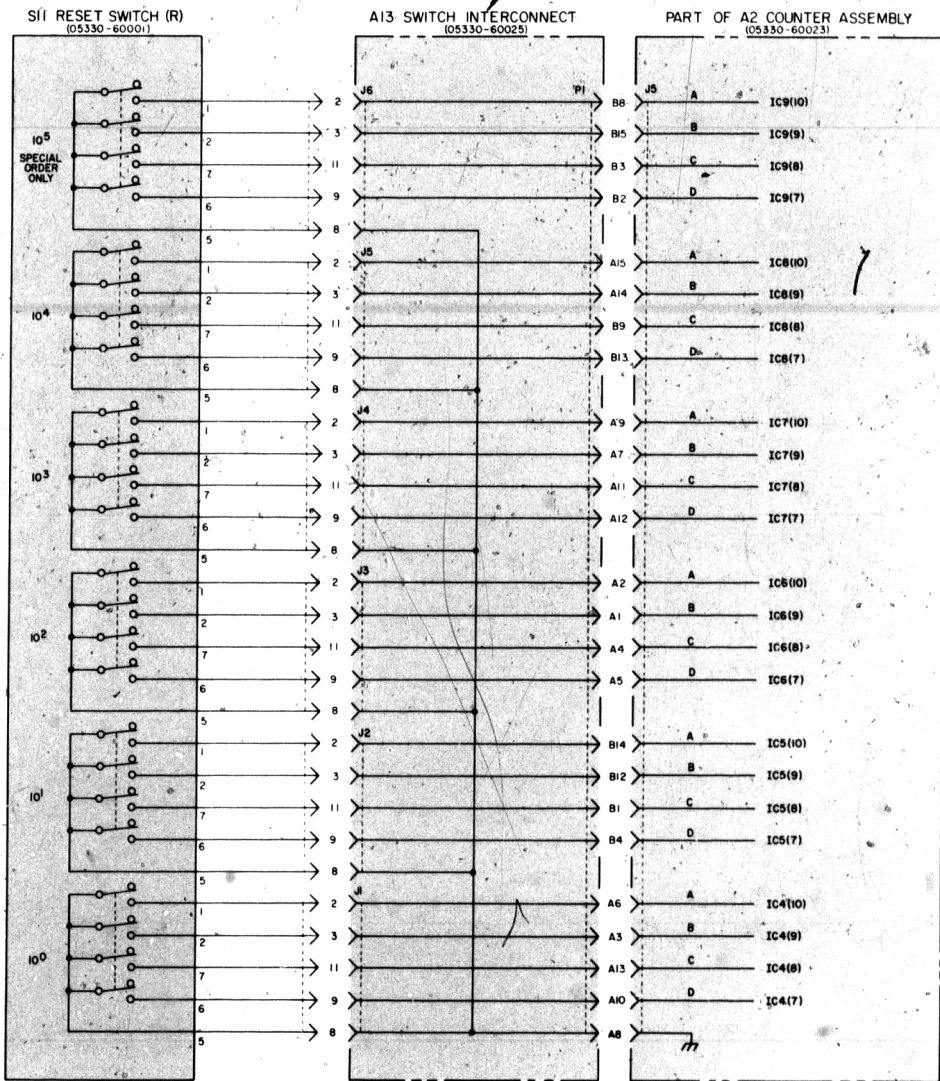 S11 RESET SWITCH (R)
(05330-60001)
A13 SWITCH INTERCONNECT
(05330-60025)
PART OF A2 COUNTER ASSEMBLY
(05330-60023)
J6 P1 J5
10⁵
SPECIAL
ORDER
ONLY
1 2 B8 A IC9(10)
2 3 B15 B IC9(9)
7 11 B3 C IC9(8)
6 9 B2 D IC9(7)
5 8
10⁴
J5
1 2 A15 A IC8(10)
2 3 A14 B IC8(9)
7 11 B9 C IC8(8)
6 9 B13 D IC8(7)
5 8
10³
J4
1 2 A9 A IC7(10)
2 3 A7 B IC7(9)
7 11 A11 C IC7(8)
6 9 A12 D IC7(7)
5 8
10²
J3
1 2 A2 A IC6(10)
2 3 A1 B IC6(9)
7 11 A4 C IC6(8)
6 9 A5 D IC6(7)
5 8
10¹
J2
1 2 B14 A IC5(10)
2 3 B12 B IC5(9)
7 11 B1 C IC5(8)
6 9 B4 D IC5(7)
5 8
10⁰
J1
1 2 A6 A IC4(10)
2 3 A3 B IC4(9)
7 11 A13 C IC4(8)
6 9 A10 D IC4(7)
5 8 A8